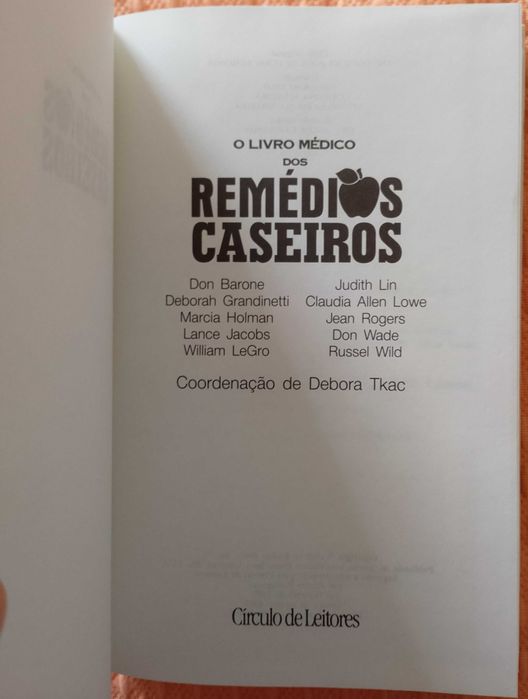 O LIVRO MÉDICO
DOS
REMÉDIOS
CASEIROS
Don Barone
Deborah Grandinetti
Marcia Holman
Lance Jacobs
William LeGro
Judith Lin
Claudia Allen Lowe
Jean Rogers
Don Wade
Russel Wild
Coordenação de Debora Tkac
Círculo de Leitores